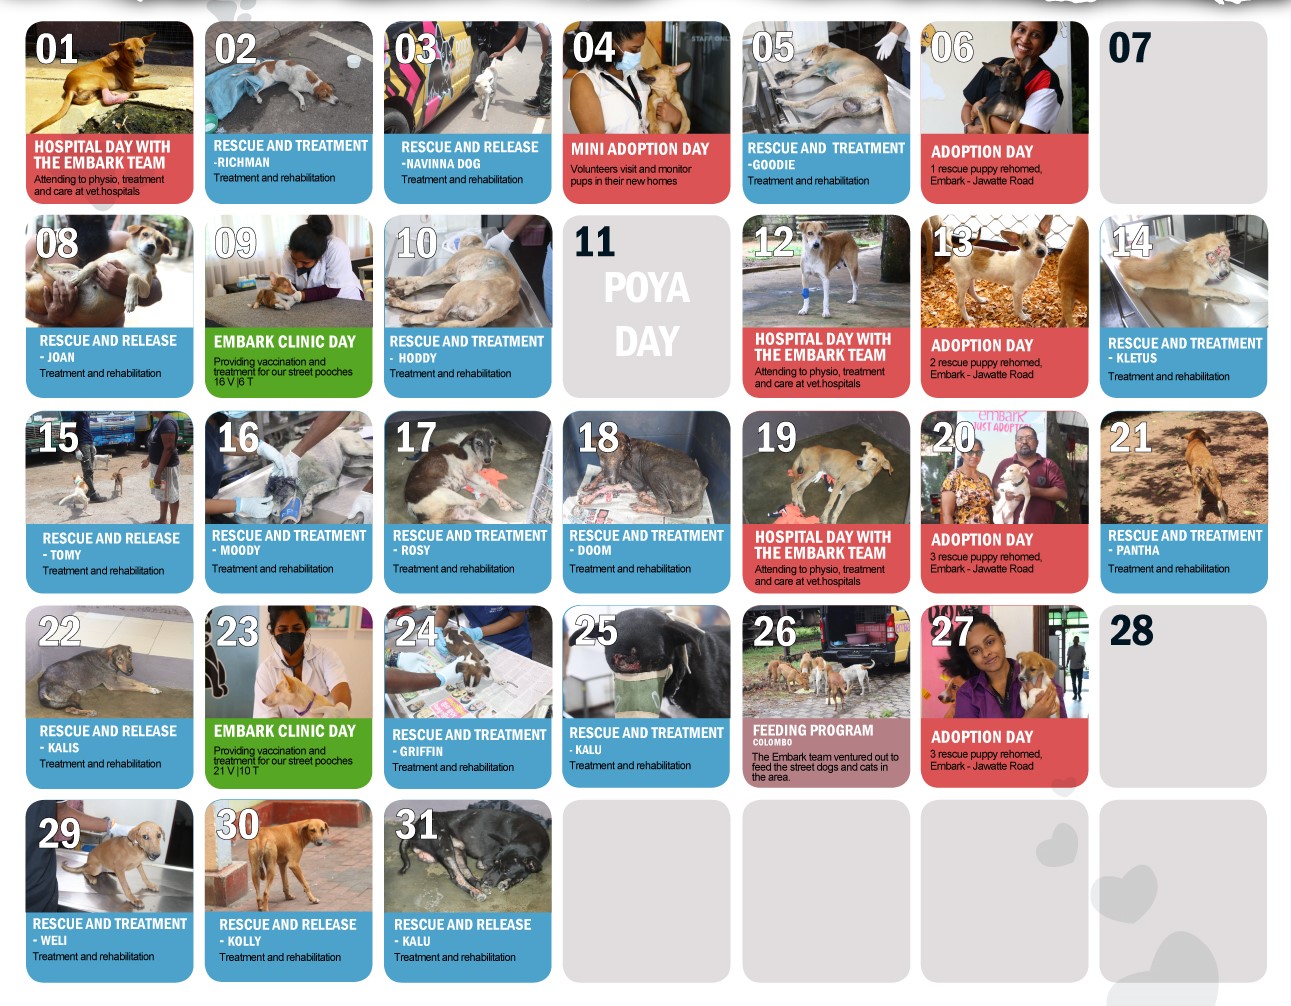 01
HOSPITAL DAY WITH
THE EMBARK TEAM
Attending to physio, treatment
and care at vet.hospitals
02
RESCUE AND TREATMENT
-RICHMAN
Treatment and rehabilitation
03
RESCUE AND RELEASE
-NAVINNA DOG
Treatment and rehabilitation
04
STAFF ONLY
MINI ADOPTION DAY
Volunteers visit and monitor
pups in their new homes
05
RESCUE AND TREATMENT
-GOODIE
Treatment and rehabilitation
06
ADOPTION DAY
1 rescue puppy rehomed,
Embark - Jawatte Road
07
08
RESCUE AND RELEASE
- JOAN
Treatment and rehabilitation
09
EMBARK CLINIC DAY
Providing vaccination and
treatment for our street pooches
16 V |6 T
10
RESCUE AND TREATMENT
- HODDY
Treatment and rehabilitation
11
POYA
DAY
12
HOSPITAL DAY WITH
THE EMBARK TEAM
Attending to physio, treatment
and care at vet.hospitals
13
ADOPTION DAY
2 rescue puppy rehomed,
Embark - Jawatte Road
14
RESCUE AND TREATMENT
- KLETUS
Treatment and rehabilitation
15
RESCUE AND RELEASE
- TOMY
Treatment and rehabilitation
16
RESCUE AND TREATMENT
- MOODY
Treatment and rehabilitation
17
RESCUE AND TREATMENT
- ROSY
Treatment and rehabilitation
18
RESCUE AND TREATMENT
- DOOM
Treatment and rehabilitation
19
HOSPITAL DAY WITH
THE EMBARK TEAM
Attending to physio, treatment
and care at vet.hospitals
20
embark
JUST ADOPT
ADOPTION DAY
3 rescue puppy rehomed,
Embark - Jawatte Road
21
RESCUE AND TREATMENT
- PANTHA
Treatment and rehabilitation
22
RESCUE AND RELEASE
- KALIS
Treatment and rehabilitation
23
EMBARK CLINIC DAY
Providing vaccination and
treatment for our street pooches
21 V |10 T
24
RESCUE AND TREATMENT
- GRIFFIN
Treatment and rehabilitation
25
RESCUE AND TREATMENT
- KALU
Treatment and rehabilitation
26
FEEDING PROGRAM
COLOMBO
The Embark team ventured out to
feed the street dogs and cats in
the area.
27
ADOPTION DAY
3 rescue puppy rehomed,
Embark - Jawatte Road
28
29
RESCUE AND TREATMENT
- WELI
Treatment and rehabilitation
30
RESCUE AND RELEASE
- KOLLY
Treatment and rehabilitation
31
RESCUE AND RELEASE
- KALU
Treatment and rehabilitation